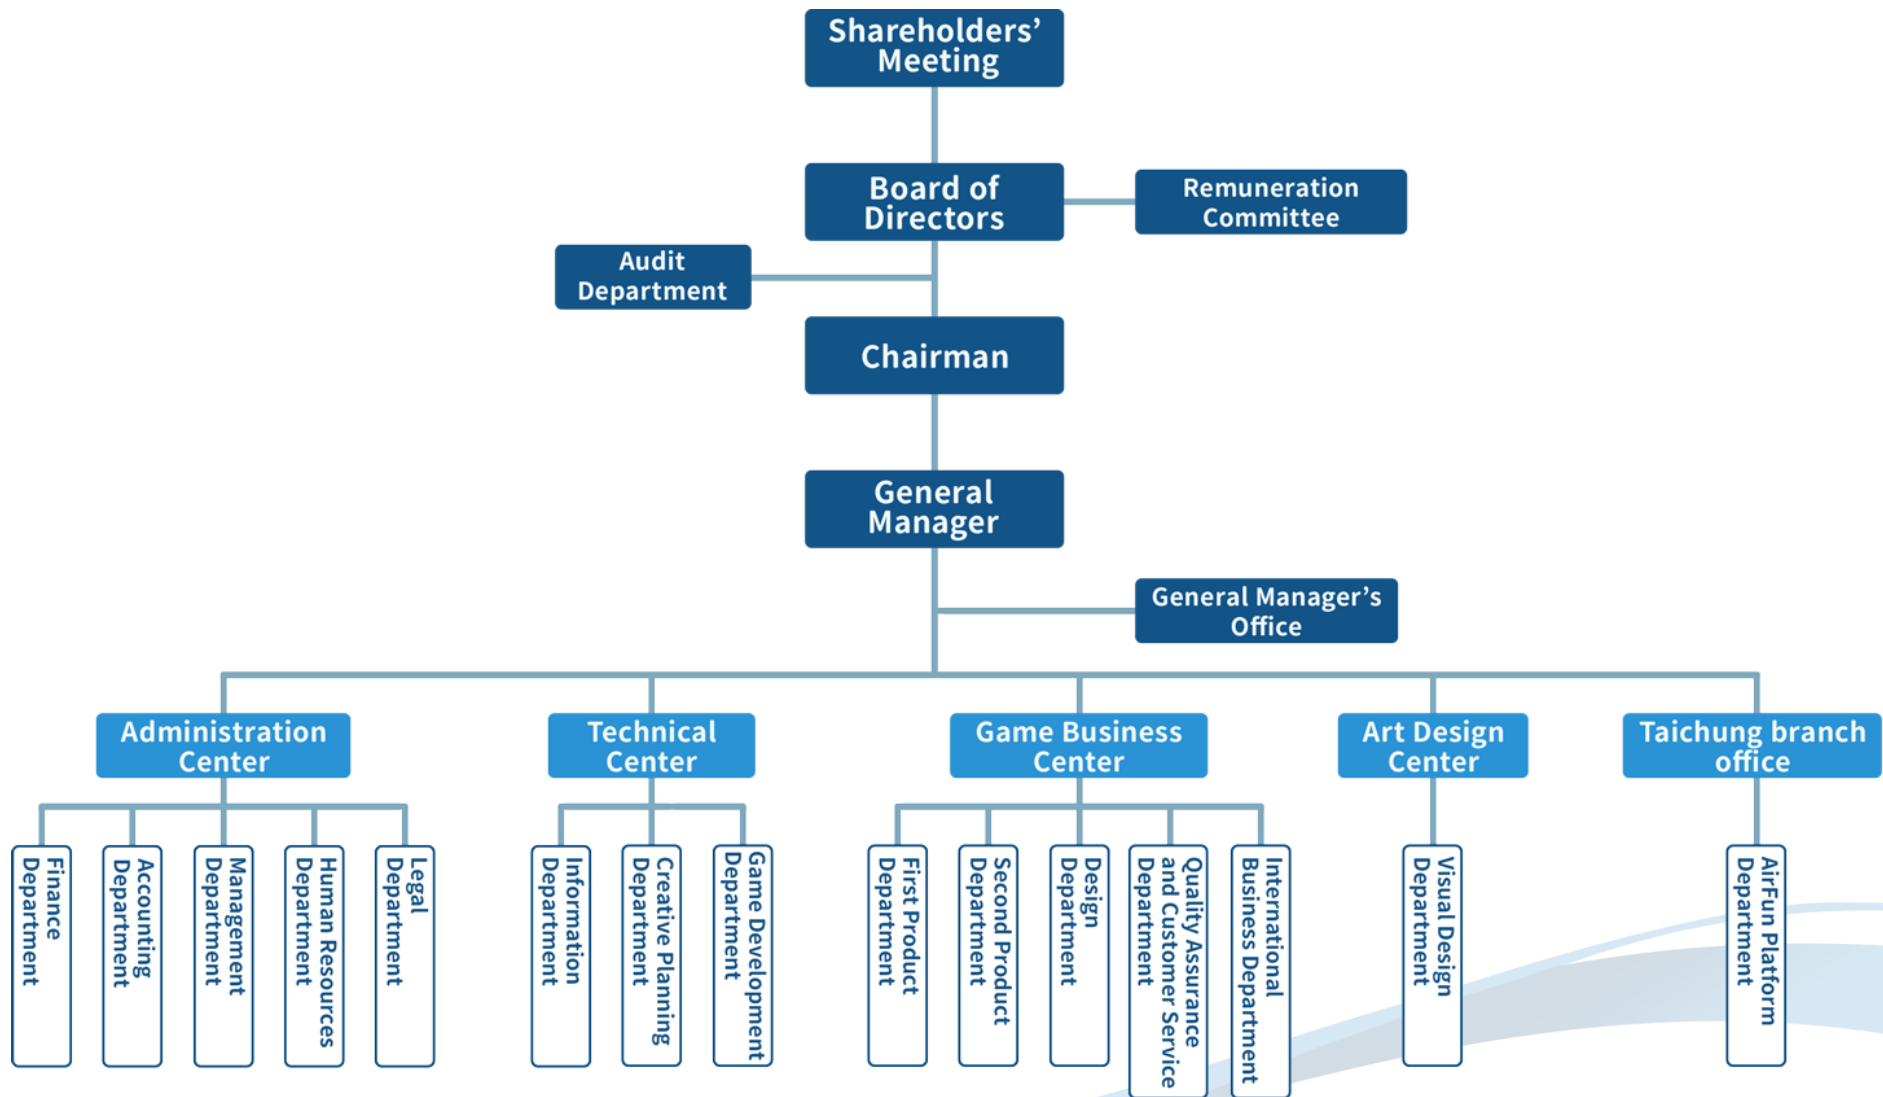 Shareholders’
Meeting
Board of
Directors
Remuneration
Committee
Audit
Department
Chairman
General
Manager
General Manager’s
Office
Administration
Center
Technical
Center
Game Business
Center
Art Design
Center
Taichung branch
office
Finance
Department
Accounting
Department
Management
Department
Human Resources
Department
Legal
Department
Information
Department
Creative Planning
Department
Game Development
Department
First Product
Department
Second Product
Department
Design
Department
Quality Assurance
and Customer Service
Department
International
Business Department
Visual Design
Department
AirFun Platform
Department